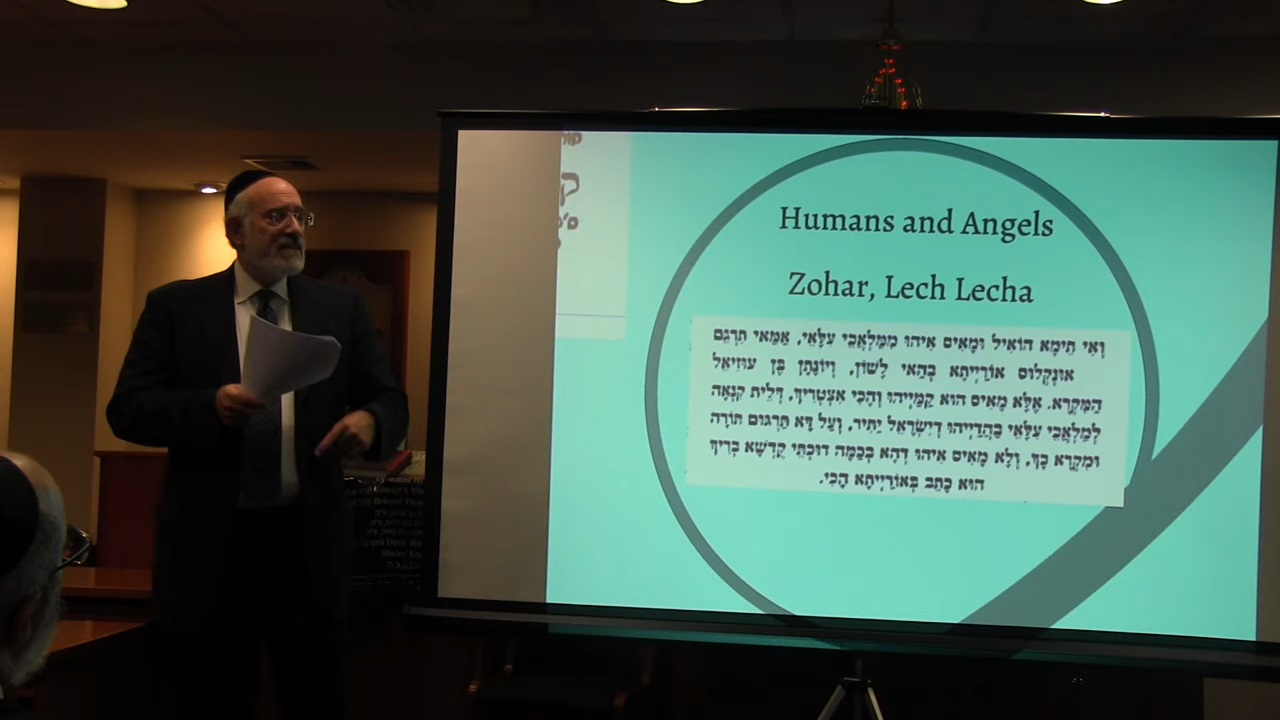 Humans and Angels
Zohar, Lech Lecha
וְאִי תֵּימָא הוֹאִיל וּמָאִיס אִיהוּ מִמַּלְאֲכֵי עִלָּאֵי, אַמַּאי תִּרְגֵּם
אוּנְקְלוֹס אוֹרַיְיתָא בְּהַאי לָשׁוֹן, וְיוֹנָתָן בֶּן עוּזִיאֵל
הַמִּקְרָא. אֶלָּא מָאִיס הוּא קַמַּיְיהוּ וְהָכִי אִצְטְרִיךְ, דְּלֵית קִנְאָה
לְמַלְאֲכֵי עִלָּאֵי בַּהֲדַיְיהוּ דְיִשְׂרָאֵל יַתִּיר, וְעַל דָּא תַּרְגּוּם תּוֹרָה
וּמִקְרָא כָּךְ, וְלָא מָאִיס אִיהוּ דְּהָא בְּכַמָּה דוּכְתֵּי קֻדְשָׁא בְּרִיךְ
הוּא כָּתַב בְּאוֹרַיְיתָא הָכִי.